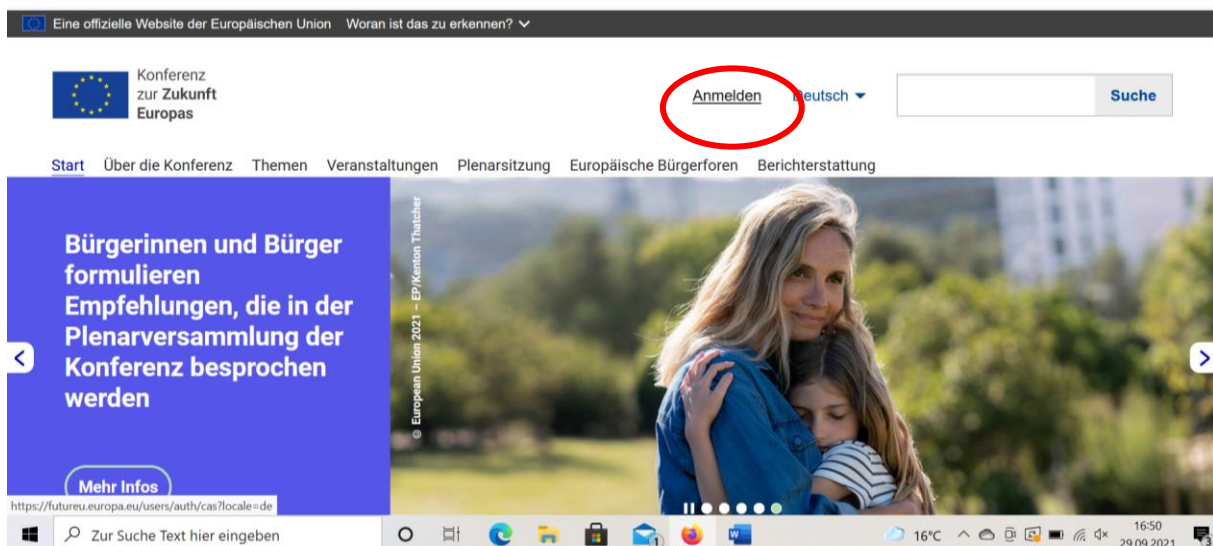 Eine offizielle Website der Europäischen Union Woran ist das zu erkennen?
Konferenz
zur Zukunft
Europas
Anmelden Deutsch Suche
Start Über die Konferenz Themen Veranstaltungen Plenarsitzung Europäische Bürgerforen Berichterstattung
Bürgerinnen und Bürger
formulieren
Empfehlungen, die in der
Plenarversammlung der
Konferenz besprochen
werden
© European Union 2021 – EP/Kenton Thatcher
Mehr Infos
https://futureu.europa.eu/users/auth/cas?locale=de
Zur Suche Text hier eingeben 1 16°C 16:50
29.09.2021 3